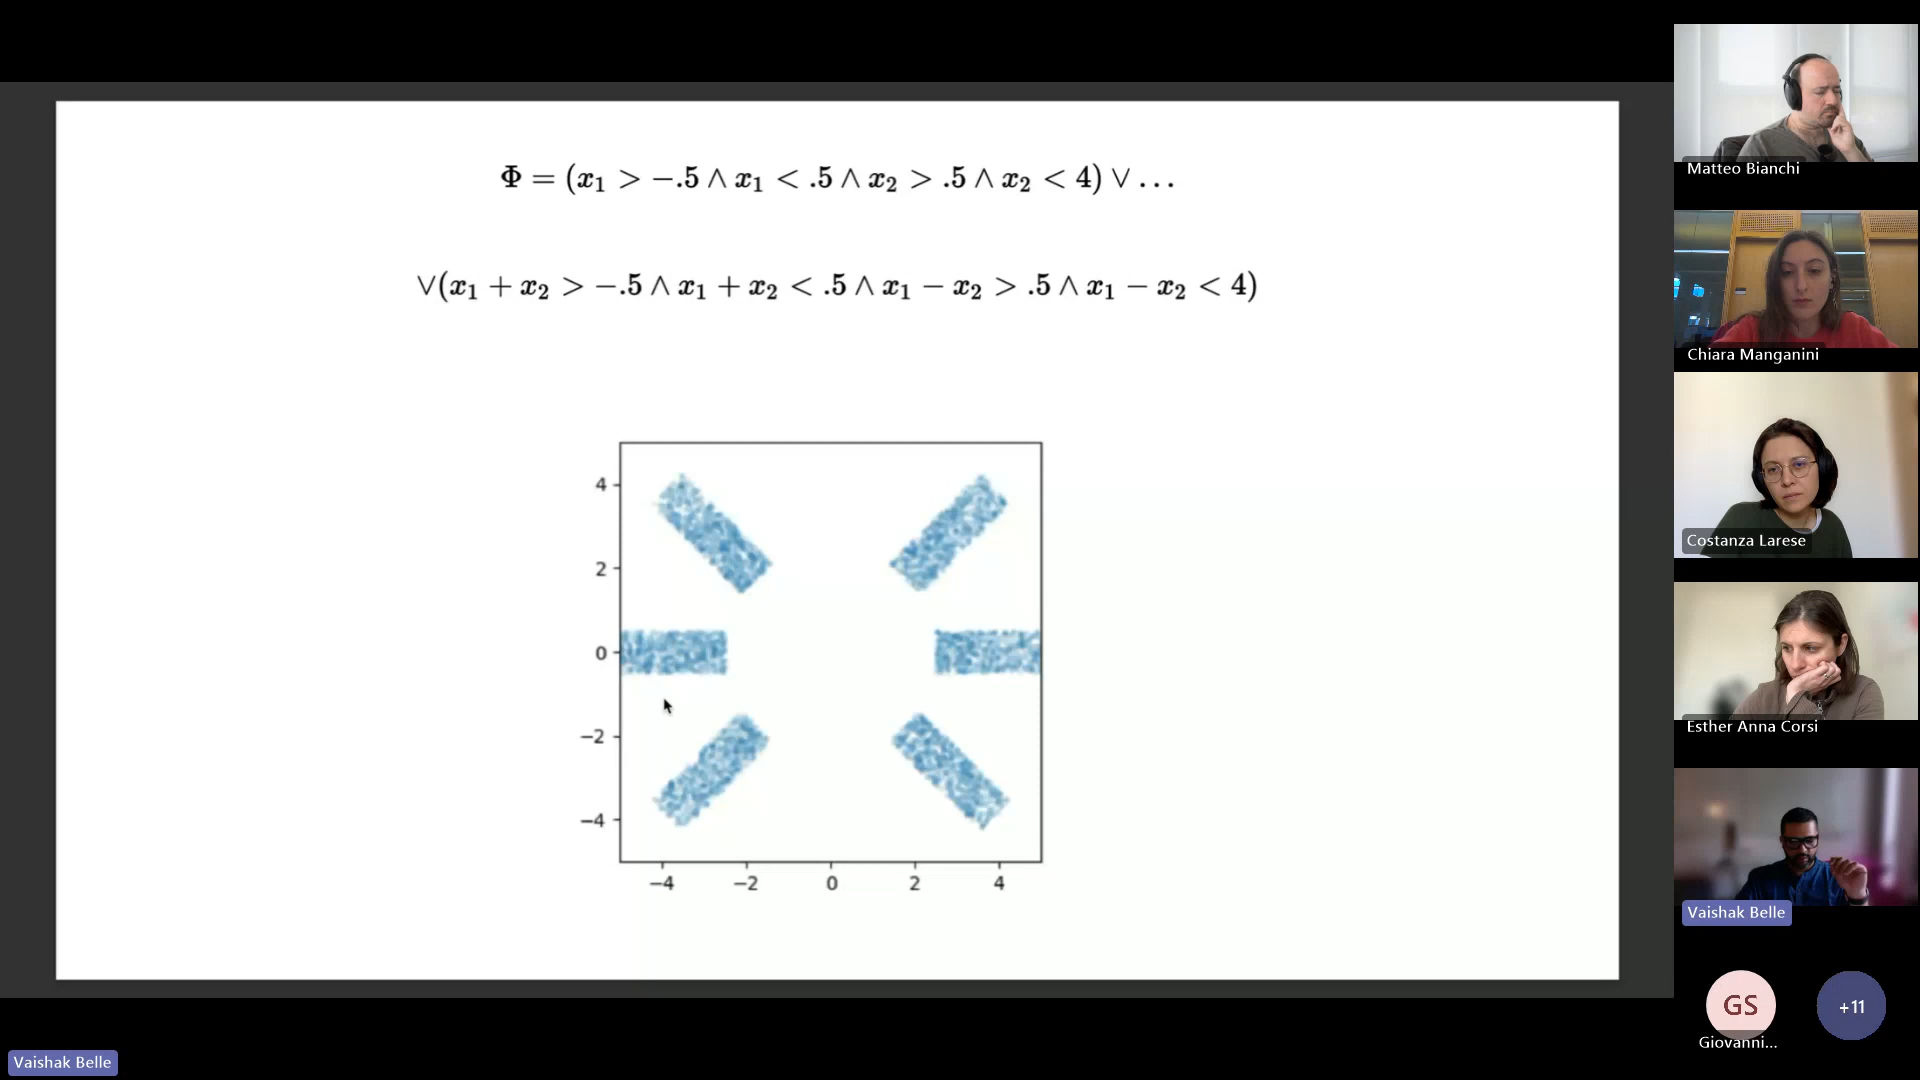 Φ = (x₁ > −.5 ∧ x₁ < .5 ∧ x₂ > .5 ∧ x₂ < 4) ∨ …
∨(x₁ + x₂ > −.5 ∧ x₁ + x₂ < .5 ∧ x₁ − x₂ > .5 ∧ x₁ − x₂ < 4)
4
2
0
−2
−4
−4 −2 0 2 4
Matteo Bianchi
Chiara Manganini
Costanza Larese
Esther Anna Corsi
Vaishak Belle
GS +11
Giovanni...
Vaishak Belle